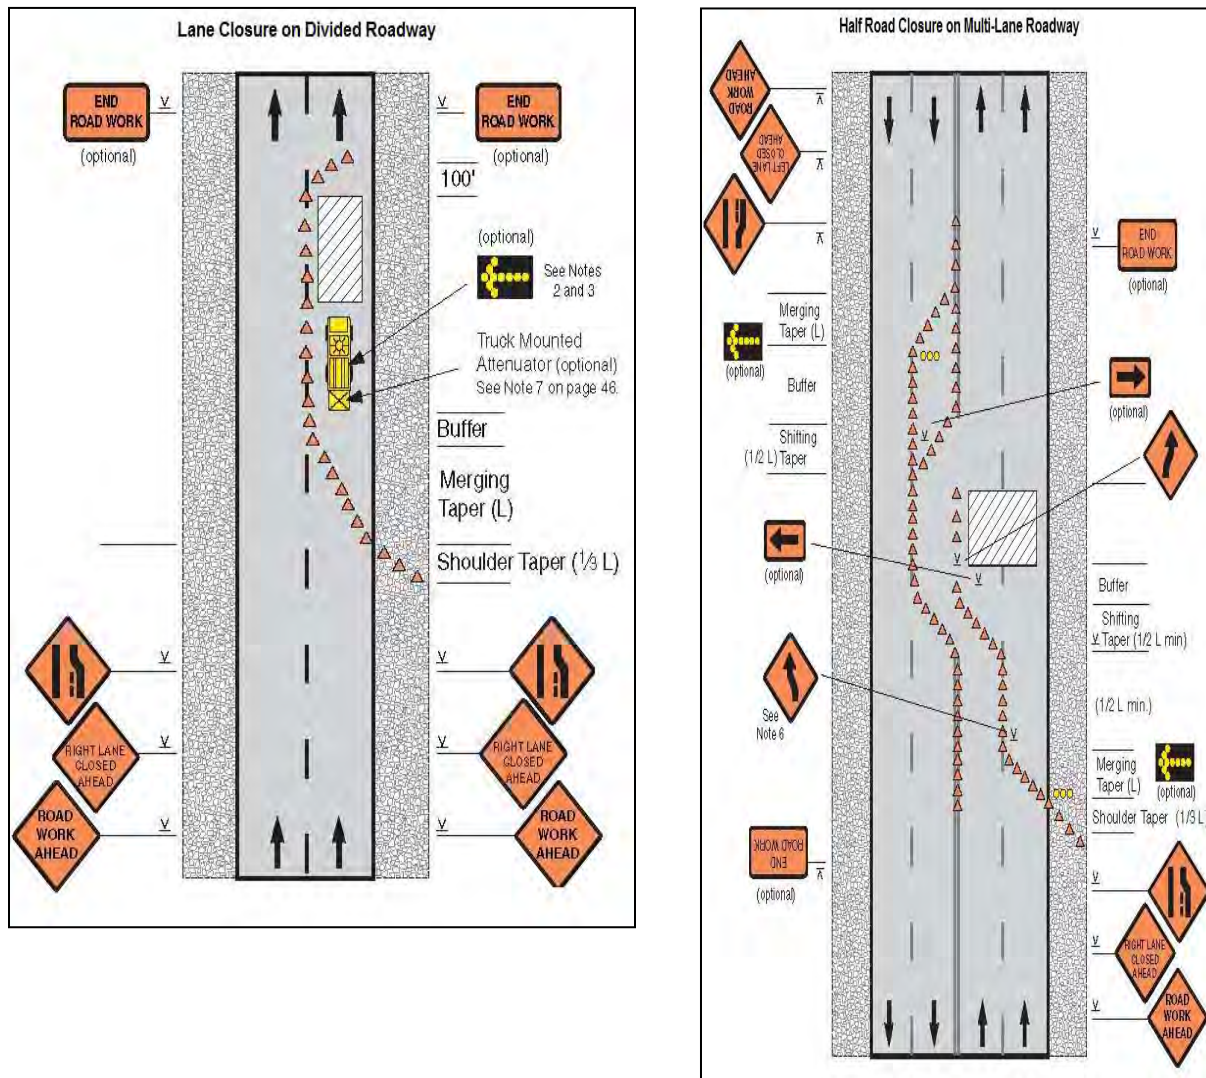 Lane Closure on Divided Roadway
END
ROAD WORK
(optional)
END
ROAD WORK
(optional)
100'
(optional)
See Notes
2 and 3
Truck Mounted
Attenuator (optional)
See Note 7 on page 46.
Buffer
Merging
Taper (L)
Shoulder Taper (1/3 L)
RIGHT LANE
CLOSED
AHEAD
ROAD
WORK
AHEAD
RIGHT LANE
CLOSED
AHEAD
ROAD
WORK
AHEAD
Half Road Closure on Multi-Lane Roadway
ROAD
WORK
AHEAD
LEFT LANE
CLOSED
AHEAD
END
ROAD WORK
(optional)
Merging
Taper (L)
(optional)
Buffer
(optional)
Shifting
(1/2 L) Taper
(optional)
Buffer
Shifting
Taper (1/2 L min)
See
Note 6
(1/2 L min.)
Merging
Taper (L)
(optional)
Shoulder Taper (1/3 L)
END
ROAD WORK
(optional)
RIGHT LANE
CLOSED
AHEAD
ROAD
WORK
AHEAD